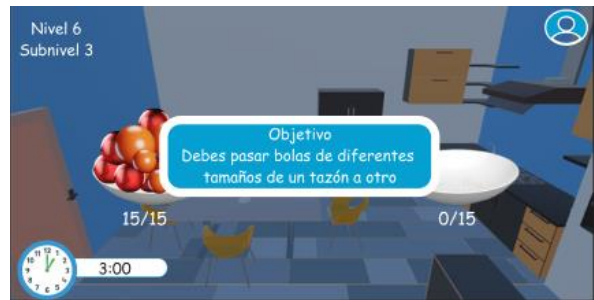 Nivel 6
Subnivel 3
Objetivo
Debes pasar bolas de diferentes
tamaños de un tazón a otro
15/15
0/15
3:00